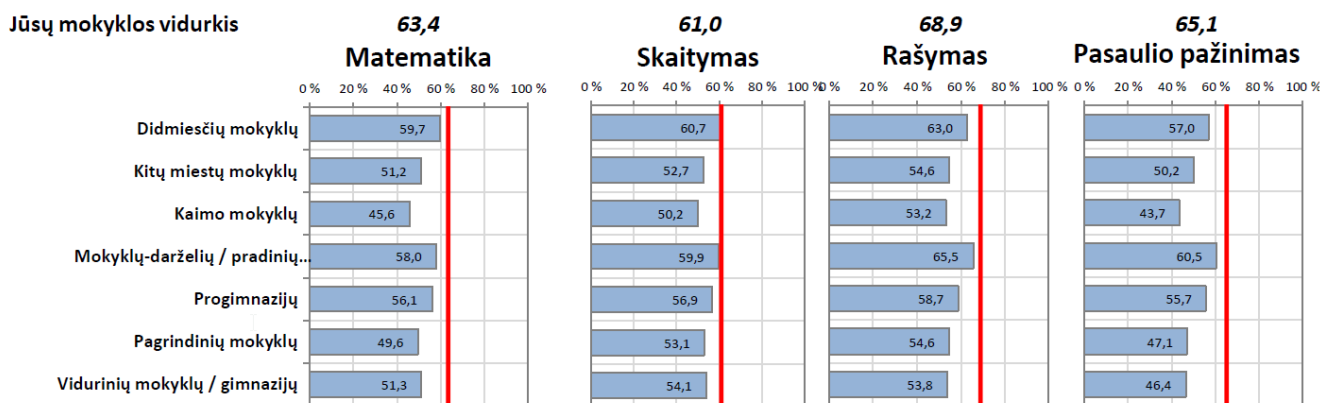 Jūsų mokyklos vidurkis 63,4 61,0 68,9 65,1
Matematika Skaitymas Rašymas Pasaulio pažinimas
0 % 20 % 40 % 60 % 80 % 100 % 0 % 20 % 40 % 60 % 80 % 100 % 0 % 20 % 40 % 60 % 80 % 100 % 0 % 20 % 40 % 60 % 80 % 100 %
Didmiesčių mokyklų 59,7 60,7 63,0 57,0
Kitų miestų mokyklų 51,2 52,7 54,6 50,2
Kaimo mokyklų 45,6 50,2 53,2 43,7
Mokyklų-darželių / pradinių... 58,0 59,9 65,5 60,5
Progimnazijų 56,1 56,9 58,7 55,7
Pagrindinių mokyklų 49,6 53,1 54,6 47,1
Vidurinių mokyklų / gimnazijų 51,3 54,1 53,8 46,4